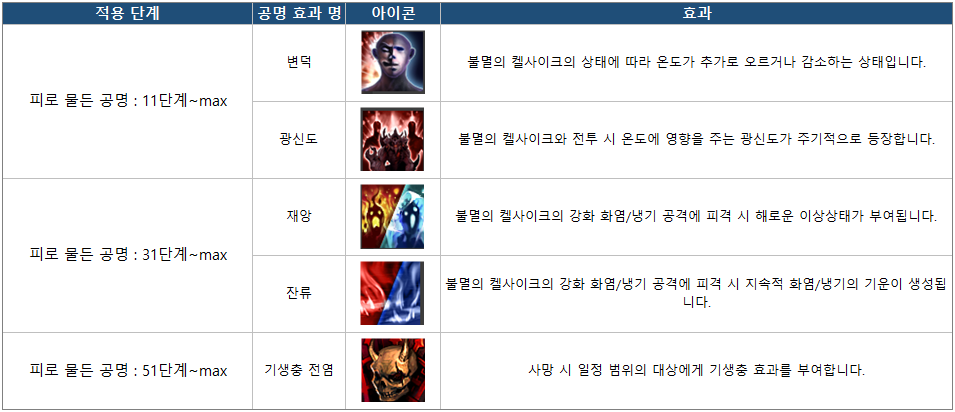 적용 단계 공명 효과 명 아이콘 효과
피로 물든 공명 : 11단계~max
변덕 불멸의 켈사이크의 상태에 따라 온도가 추가로 오르거나 감소하는 상태입니다.
광신도 불멸의 켈사이크와 전투 시 온도에 영향을 주는 광신도가 주기적으로 등장합니다.
피로 물든 공명 : 31단계~max
재앙 불멸의 켈사이크의 강화 화염/냉기 공격에 피격 시 해로운 이상상태가 부여됩니다.
잔류 불멸의 켈사이크의 강화 화염/냉기 공격에 피격 시 지속적 화염/냉기의 기운이 생성됩
니다.
피로 물든 공명 : 51단계~max 기생충 전염 사망 시 일정 범위의 대상에게 기생충 효과를 부여합니다.